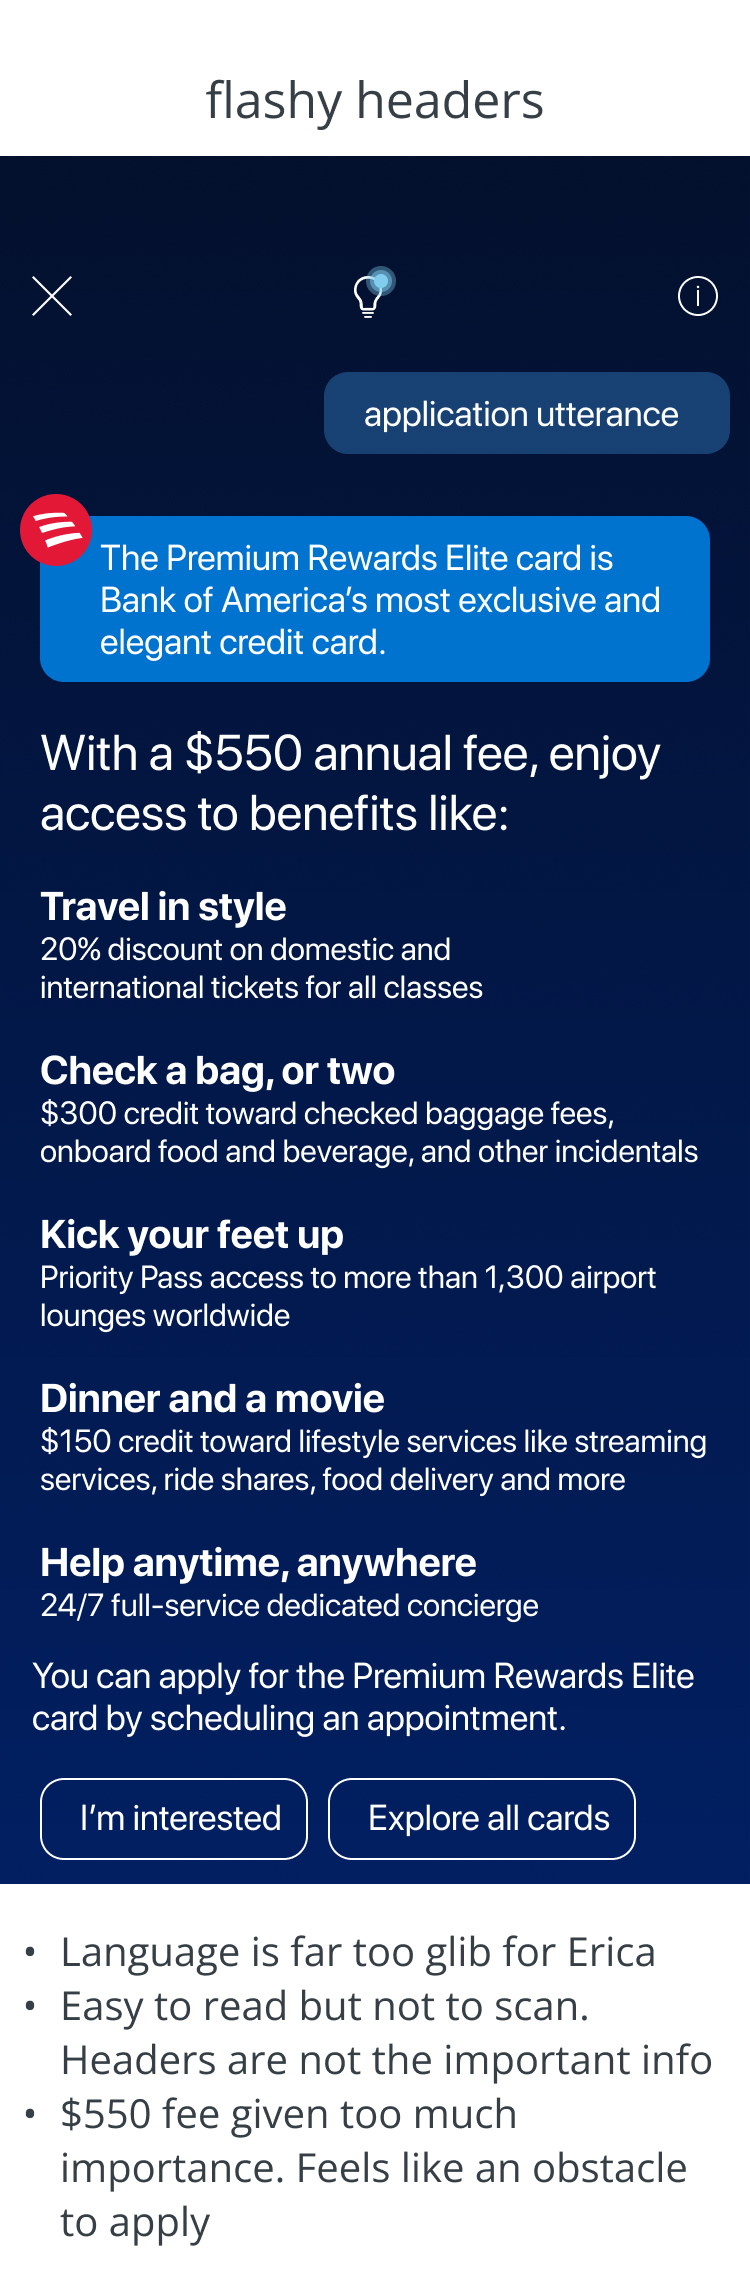 flashy headers
application utterance
The Premium Rewards Elite card is
Bank of America’s most exclusive and
elegant credit card.
With a $550 annual fee, enjoy
access to benefits like:
Travel in style
20% discount on domestic and
international tickets for all classes
Check a bag, or two
$300 credit toward checked baggage fees,
onboard food and beverage, and other incidentals
Kick your feet up
Priority Pass access to more than 1,300 airport
lounges worldwide
Dinner and a movie
$150 credit toward lifestyle services like streaming
services, ride shares, food delivery and more
Help anytime, anywhere
24/7 full-service dedicated concierge
You can apply for the Premium Rewards Elite
card by scheduling an appointment.
I’m interested
Explore all cards
• Language is far too glib for Erica
• Easy to read but not to scan.
Headers are not the important info
• $550 fee given too much
importance. Feels like an obstacle
to apply